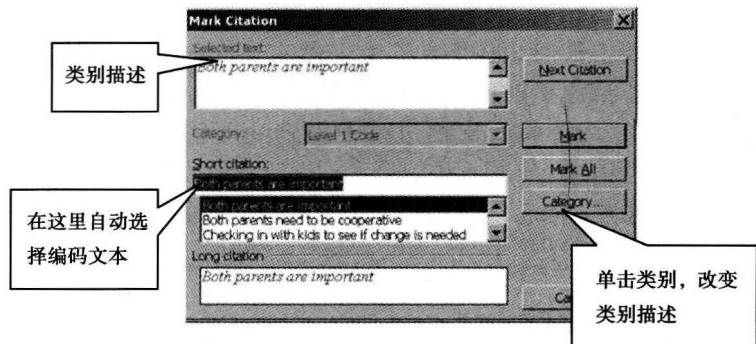 Mark Citation
Selected text:
类别描述
Both parents are important
Next Citation
Category:
Level 1 Code
Mark
Short citation:
Mark All
Both parents are important
在这里自动选
择编码文本
Both parents are important
Category...
Both parents need to be cooperative
Checking in with kids to see if change is needed
Long citation
Both parents are important
单击类别，改变
类别描述